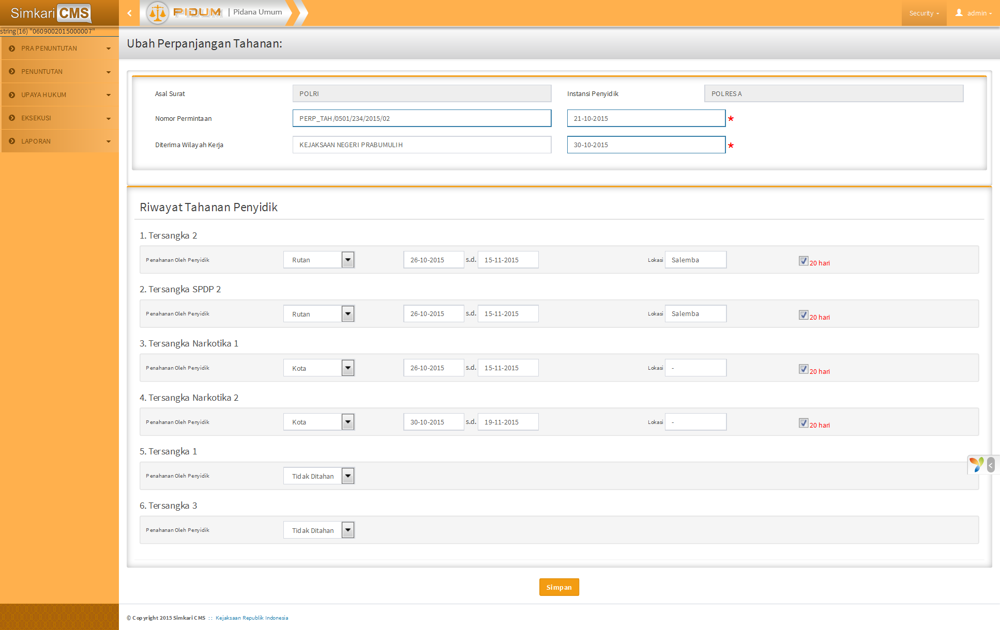 Simkari CMS
PIDUM | Pidana Umum
Security
admin
string(16) "0609002015000007"
PRA PENUNTUTAN
PENUNTUTAN
UPAYA HUKUM
EKSEKUSI
LAPORAN
Ubah Perpanjangan Tahanan:
Asal Surat POLRI Instansi Penyidik POLRES A
Nomor Permintaan PERP_TAH/0501/234/2015/02 21-10-2015 *
Diterima Wilayah Kerja KEJAKSAAN NEGERI PRABUMULIH 30-10-2015 *
Riwayat Tahanan Penyidik
1. Tersangka 2
Penahanan Oleh Penyidik Rutan 26-10-2015 s.d. 15-11-2015 Lokasi Salemba 20 hari
2. Tersangka SPDP 2
Penahanan Oleh Penyidik Rutan 26-10-2015 s.d. 15-11-2015 Lokasi Salemba 20 hari
3. Tersangka Narkotika 1
Penahanan Oleh Penyidik Kota 26-10-2015 s.d. 15-11-2015 Lokasi - 20 hari
4. Tersangka Narkotika 2
Penahanan Oleh Penyidik Kota 30-10-2015 s.d. 19-11-2015 Lokasi - 20 hari
5. Tersangka 1
Penahanan Oleh Penyidik Tidak Ditahan
6. Tersangka 3
Penahanan Oleh Penyidik Tidak Ditahan
Simpan
© Copyright 2015 Simkari CMS :: Kejaksaan Republik Indonesia